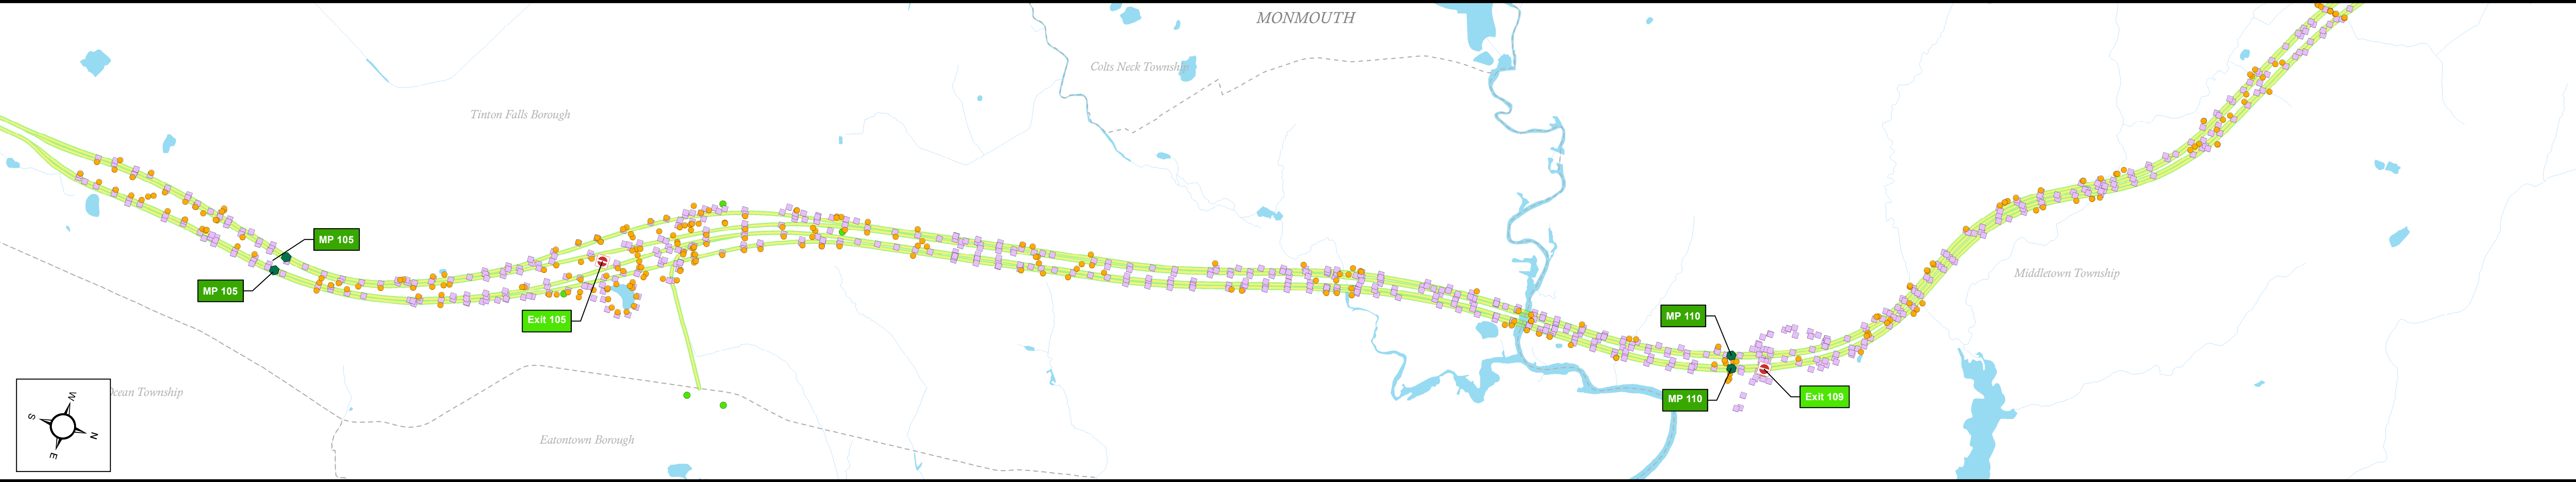 MONMOUTH
Colts Neck Township
Tinton Falls Borough
MP 105
MP 105
Exit 105
Middletown Township
MP 110
MP 110
Exit 109
Ocean Township
Eatontown Borough
W
S
N
E